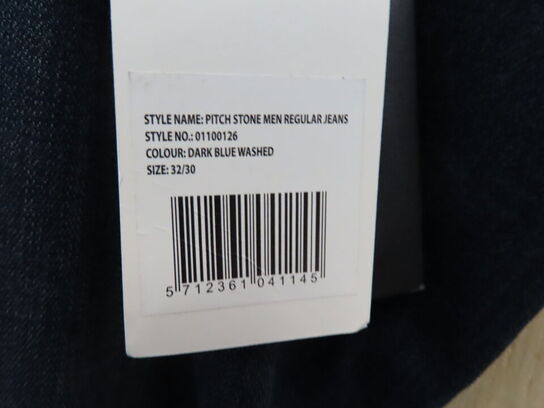 STYLE NAME: PITCH STONE MEN REGULAR JEANS
STYLE NO.: 01100126
COLOUR: DARK BLUE WASHED
SIZE: 32/30
5 712361 041145